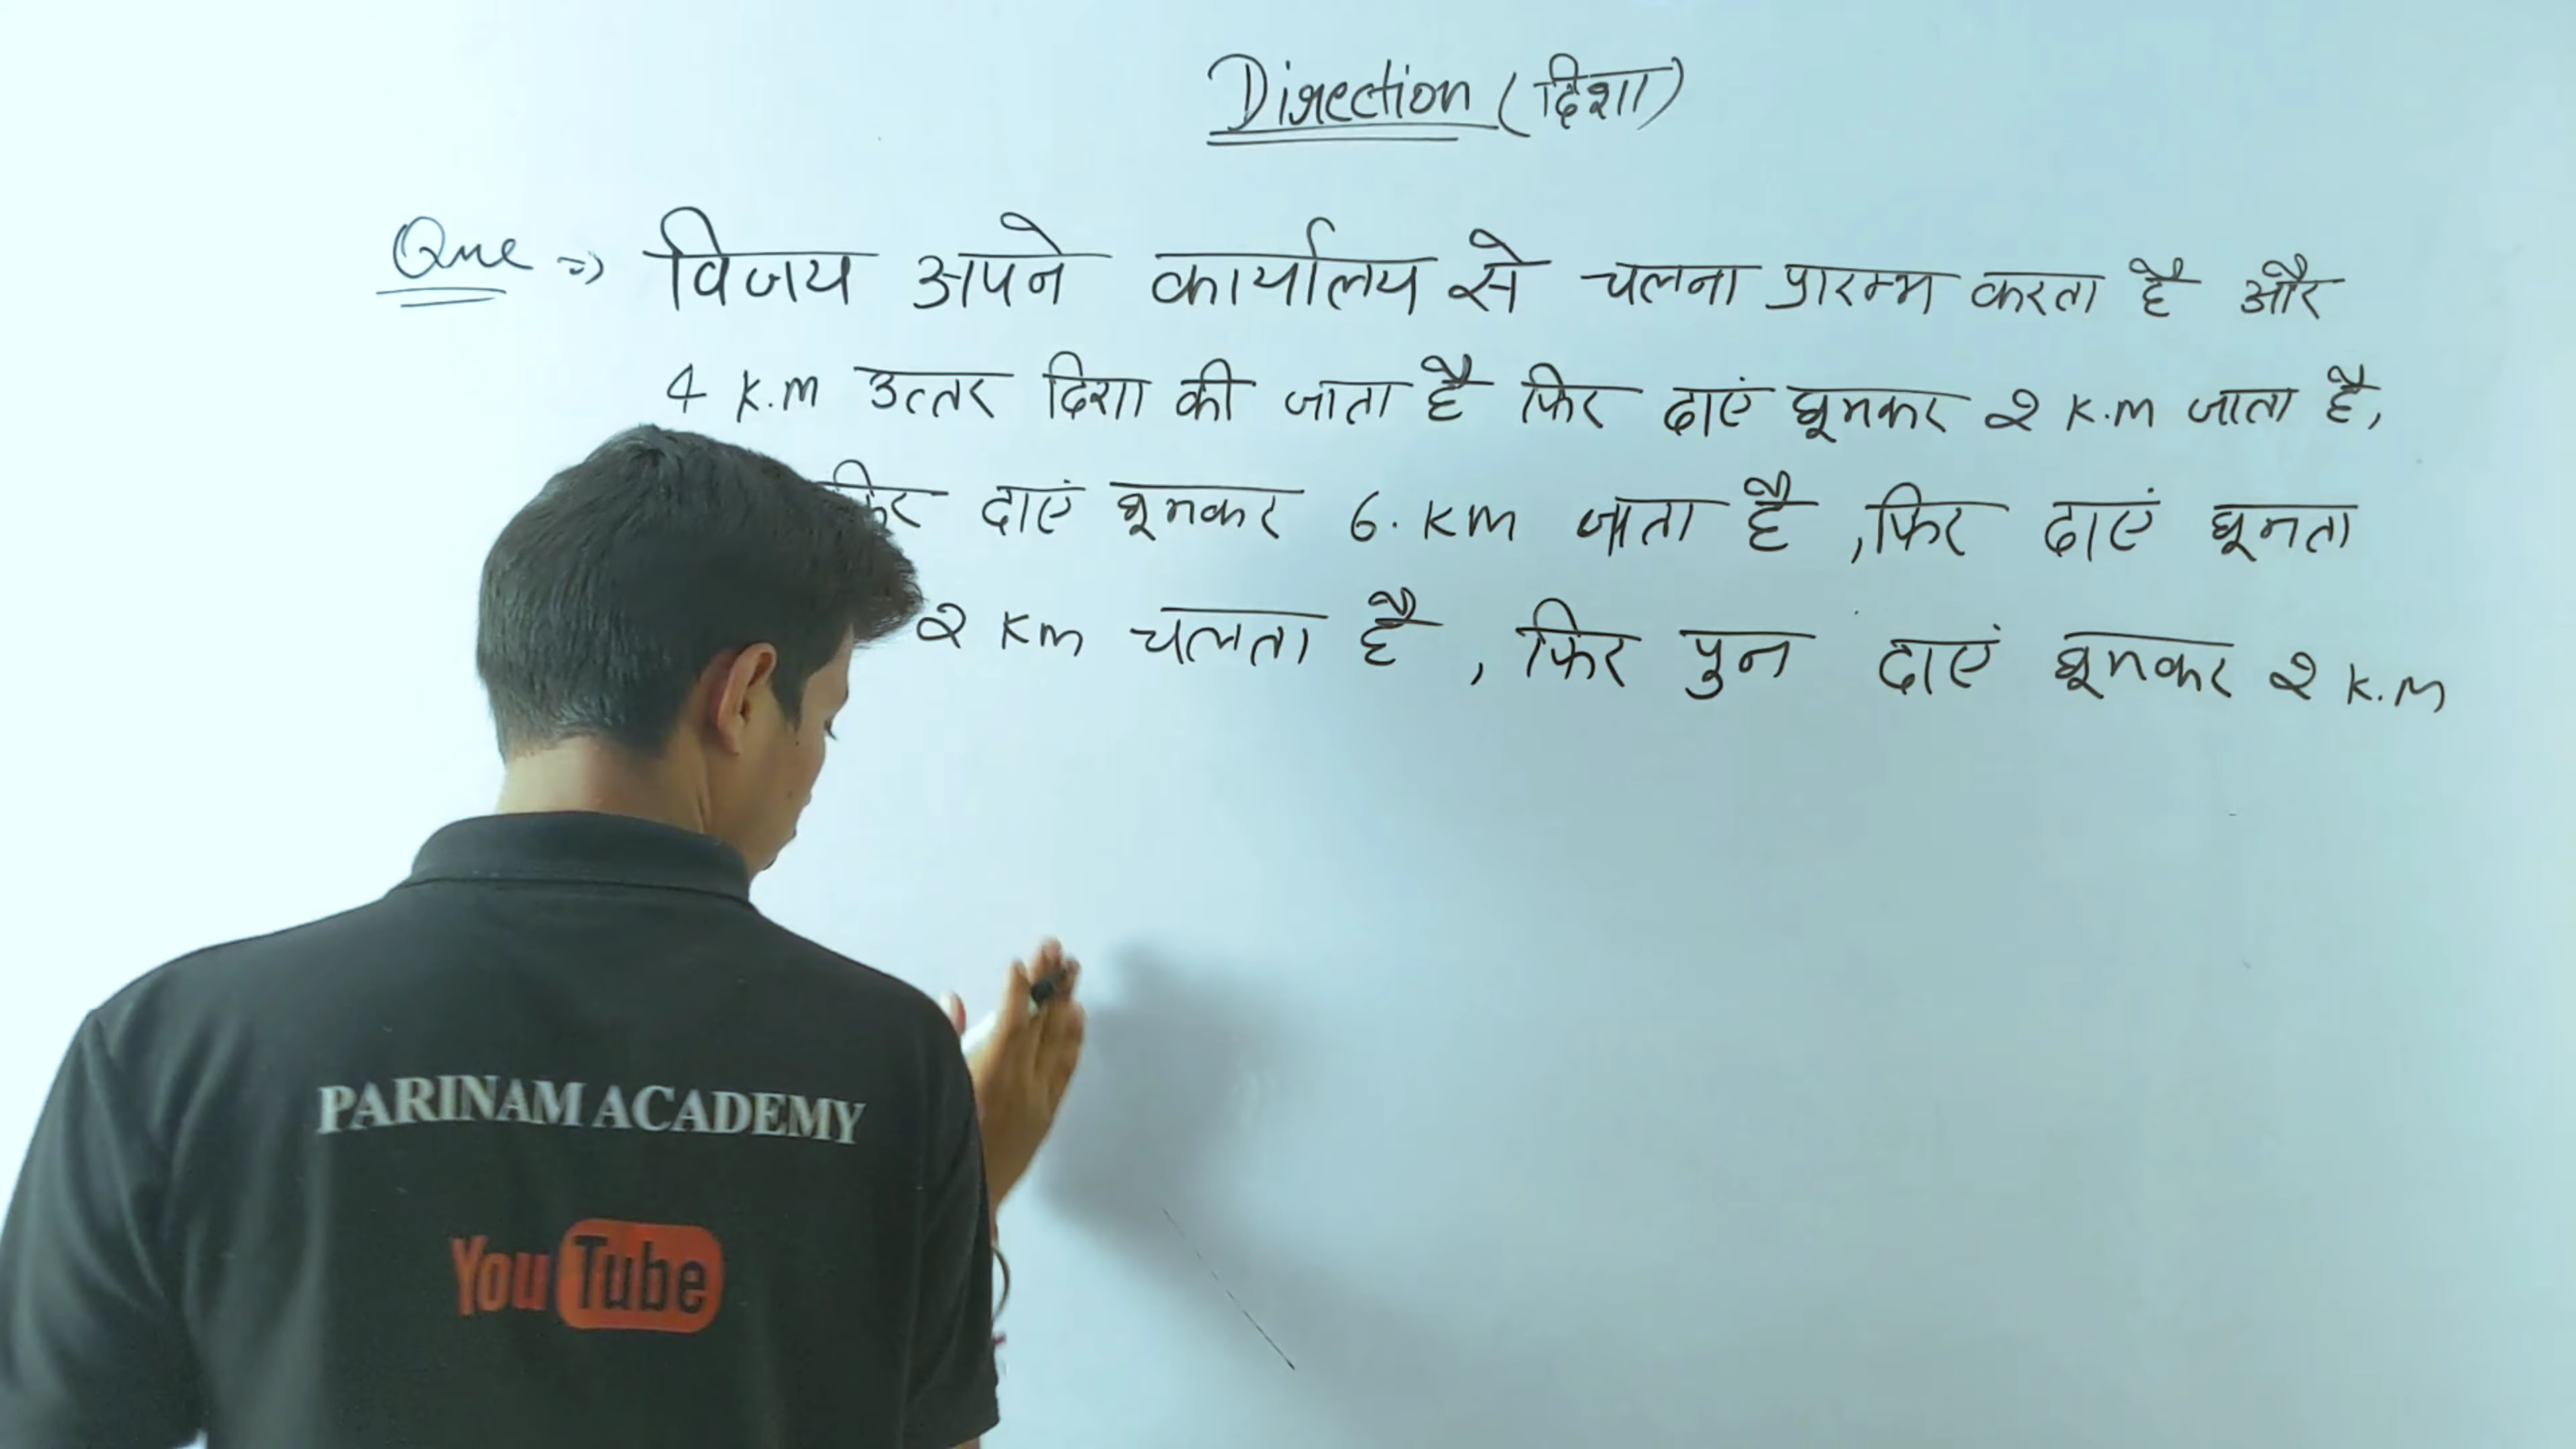 Direction (दिशा)
Que => विजय अपने कार्यालय से चलना प्रारम्भ करता है और
4 K.m उत्तर दिशा की जाता है फिर दाएं घूमकर 2 K.m जाता है,
फिर दाएं घूमकर 6. Km जाता है, फिर दाएं घूमता
2 Km चलता है, फिर पुन दाएं घूमकर 2 K.m
PARINAM ACADEMY
YouTube